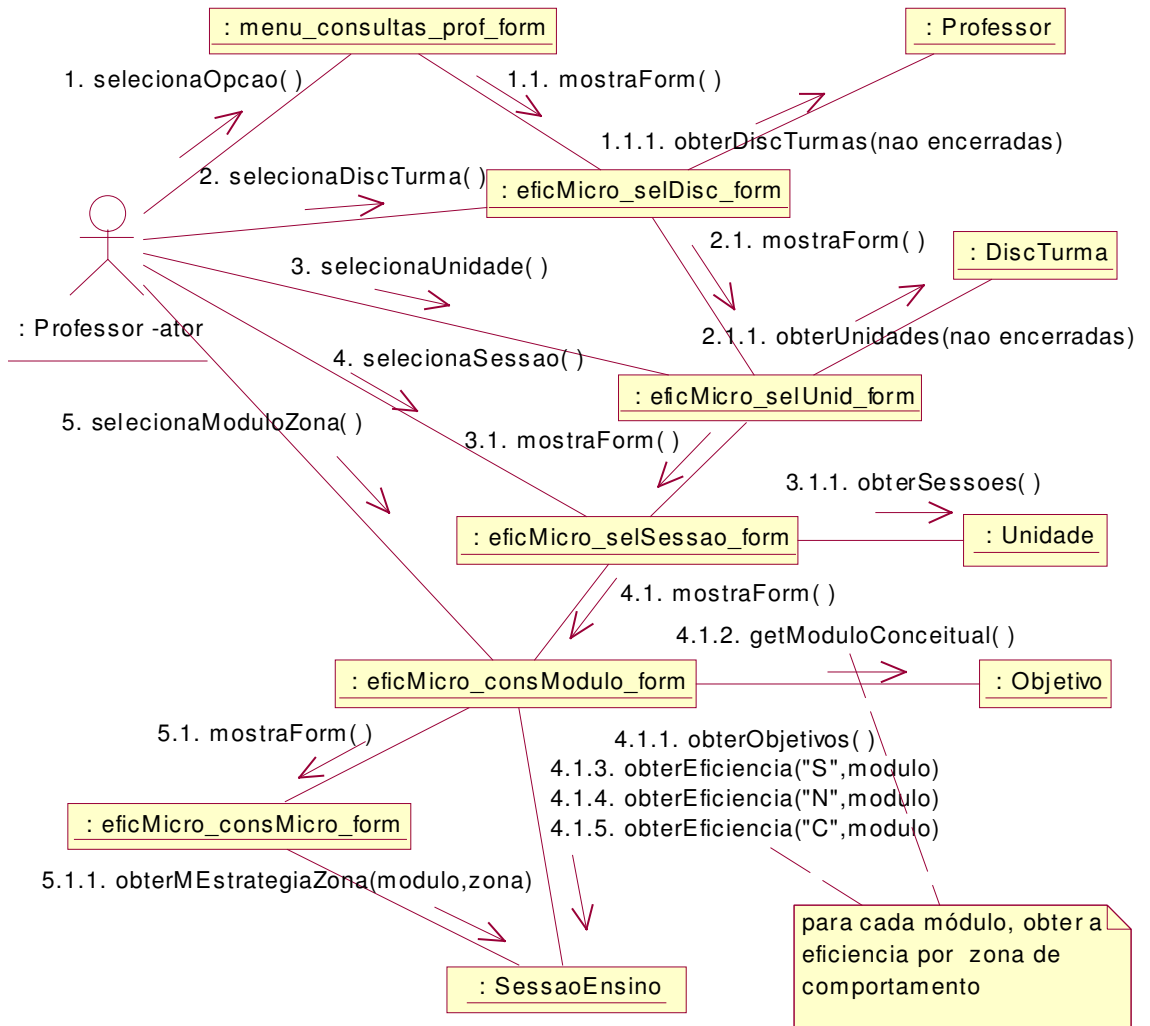 : menu_consultas_prof_form
: Professor
1. selecionaOpcao( )
1.1. mostraForm( )
1.1.1. obterDiscTurmas(nao encerradas)
2. selecionaDiscTurma( )
: eficMicro_selDisc_form
2.1. mostraForm( )
: DiscTurma
3. selecionaUnidade( )
: Professor -ator
2.1.1. obterUnidades(nao encerradas)
4. selecionaSessao( )
: eficMicro_selUnid_form
5. selecionaModuloZona( )
3.1. mostraForm( )
3.1.1. obterSessoes( )
: eficMicro_selSessao_form
: Unidade
4.1. mostraForm( )
4.1.2. getModuloConceitual( )
: eficMicro_consModulo_form
: Objetivo
5.1. mostraForm( )
4.1.1. obterObjetivos( )
4.1.3. obterEficiencia("S",modulo)
4.1.4. obterEficiencia("N",modulo)
4.1.5. obterEficiencia("C",modulo)
: eficMicro_consMicro_form
5.1.1. obterMEstrategiaZona(modulo,zona)
para cada módulo, obter a
eficiencia por zona de
comportamento
: SessaoEnsino